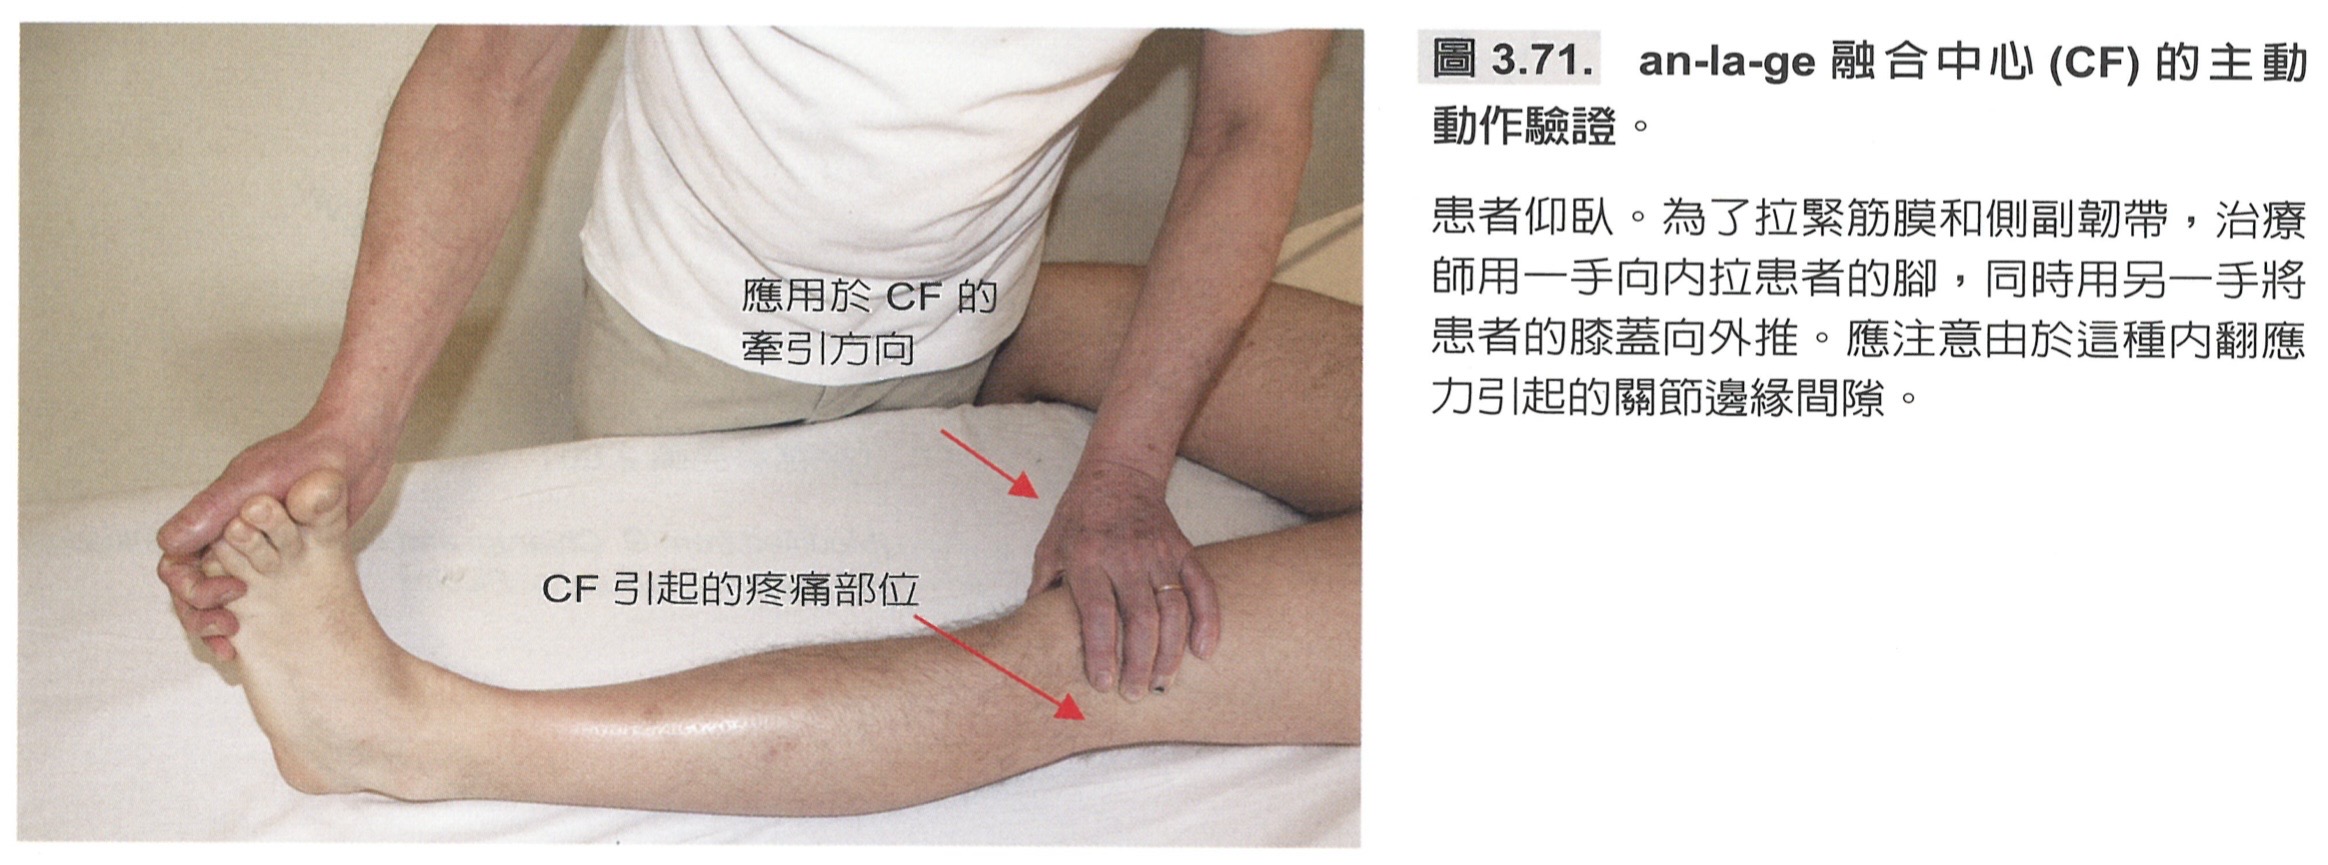 應用於 CF 的
牽引方向
CF 引起的疼痛部位
圖 3.71. an-la-ge 融合中心 (CF) 的主動
動作驗證。
患者仰臥。為了拉緊筋膜和側副韌帶，治療
師用一手向內拉患者的腳，同時用另一手將
患者的膝蓋向外推。應注意由於這種內翻應
力引起的關節邊緣間隙。